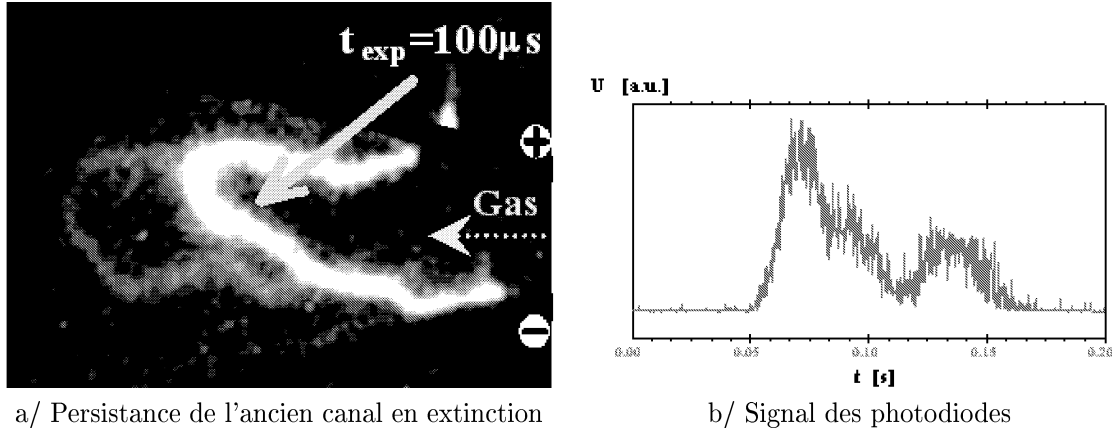 t exp=100µs
+
Gas
−
a/ Persistance de l'ancien canal en extinction
U [a.u.]
0.00 0.05 0.10 0.15 0.20
t [s]
b/ Signal des photodiodes